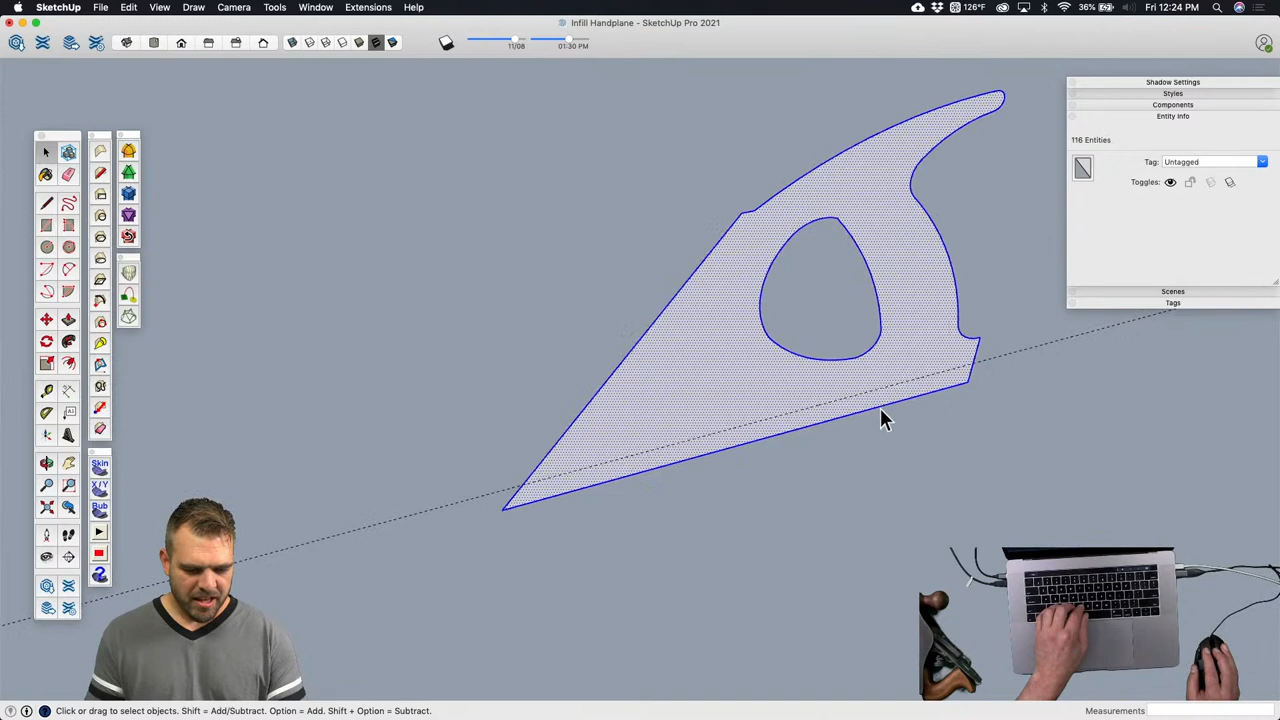 SketchUp File Edit View Draw Camera Tools Window Extensions Help
126°F 36% Fri 12:24 PM
Infill Handplane - SketchUp Pro 2021
11/08 01:30 PM
Shadow Settings
Styles
Components
Entity Info
116 Entities
Tag: Untagged
Toggles:
Scenes
Tags
A1
Skin
X/Y
Bub
?
Click or drag to select objects. Shift = Add/Subtract. Option = Add. Shift + Option = Subtract.
Measurements